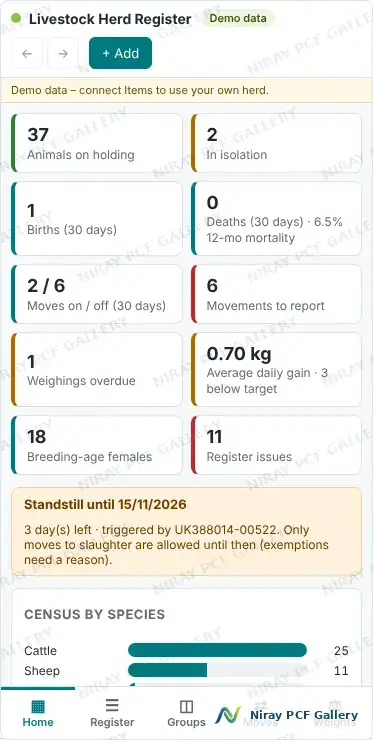 Livestock Herd Register
Demo data
← →
+ Add
Demo data – connect Items to use your own herd.
37
Animals on holding
2
In isolation
1
Births (30 days)
0
Deaths (30 days) · 6.5%
12-mo mortality
2 / 6
Moves on / off (30 days)
6
Movements to report
1
Weighings overdue
0.70 kg
Average daily gain · 3
below target
18
Breeding-age females
11
Register issues
Standstill until 15/11/2026
3 day(s) left · triggered by UK388014-00522. Only
moves to slaughter are allowed until then (exemptions
need a reason).
CENSUS BY SPECIES
Cattle 25
Sheep 11
Home
Register
Groups
Moves
Weights
Niray PCF Gallery
NIRAY PCF GALLERY